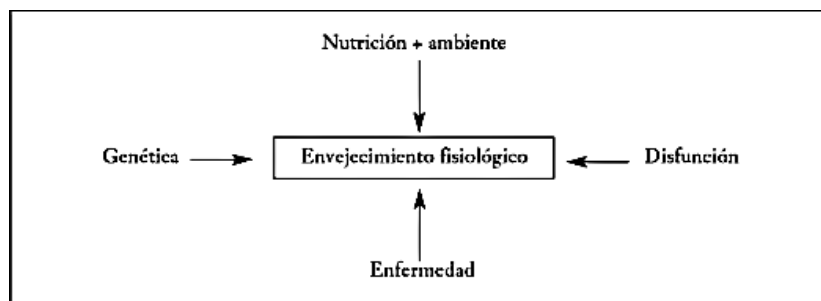 Nutrición + ambiente
Genética
Envejecimiento fisiológico
Disfunción
Enfermedad